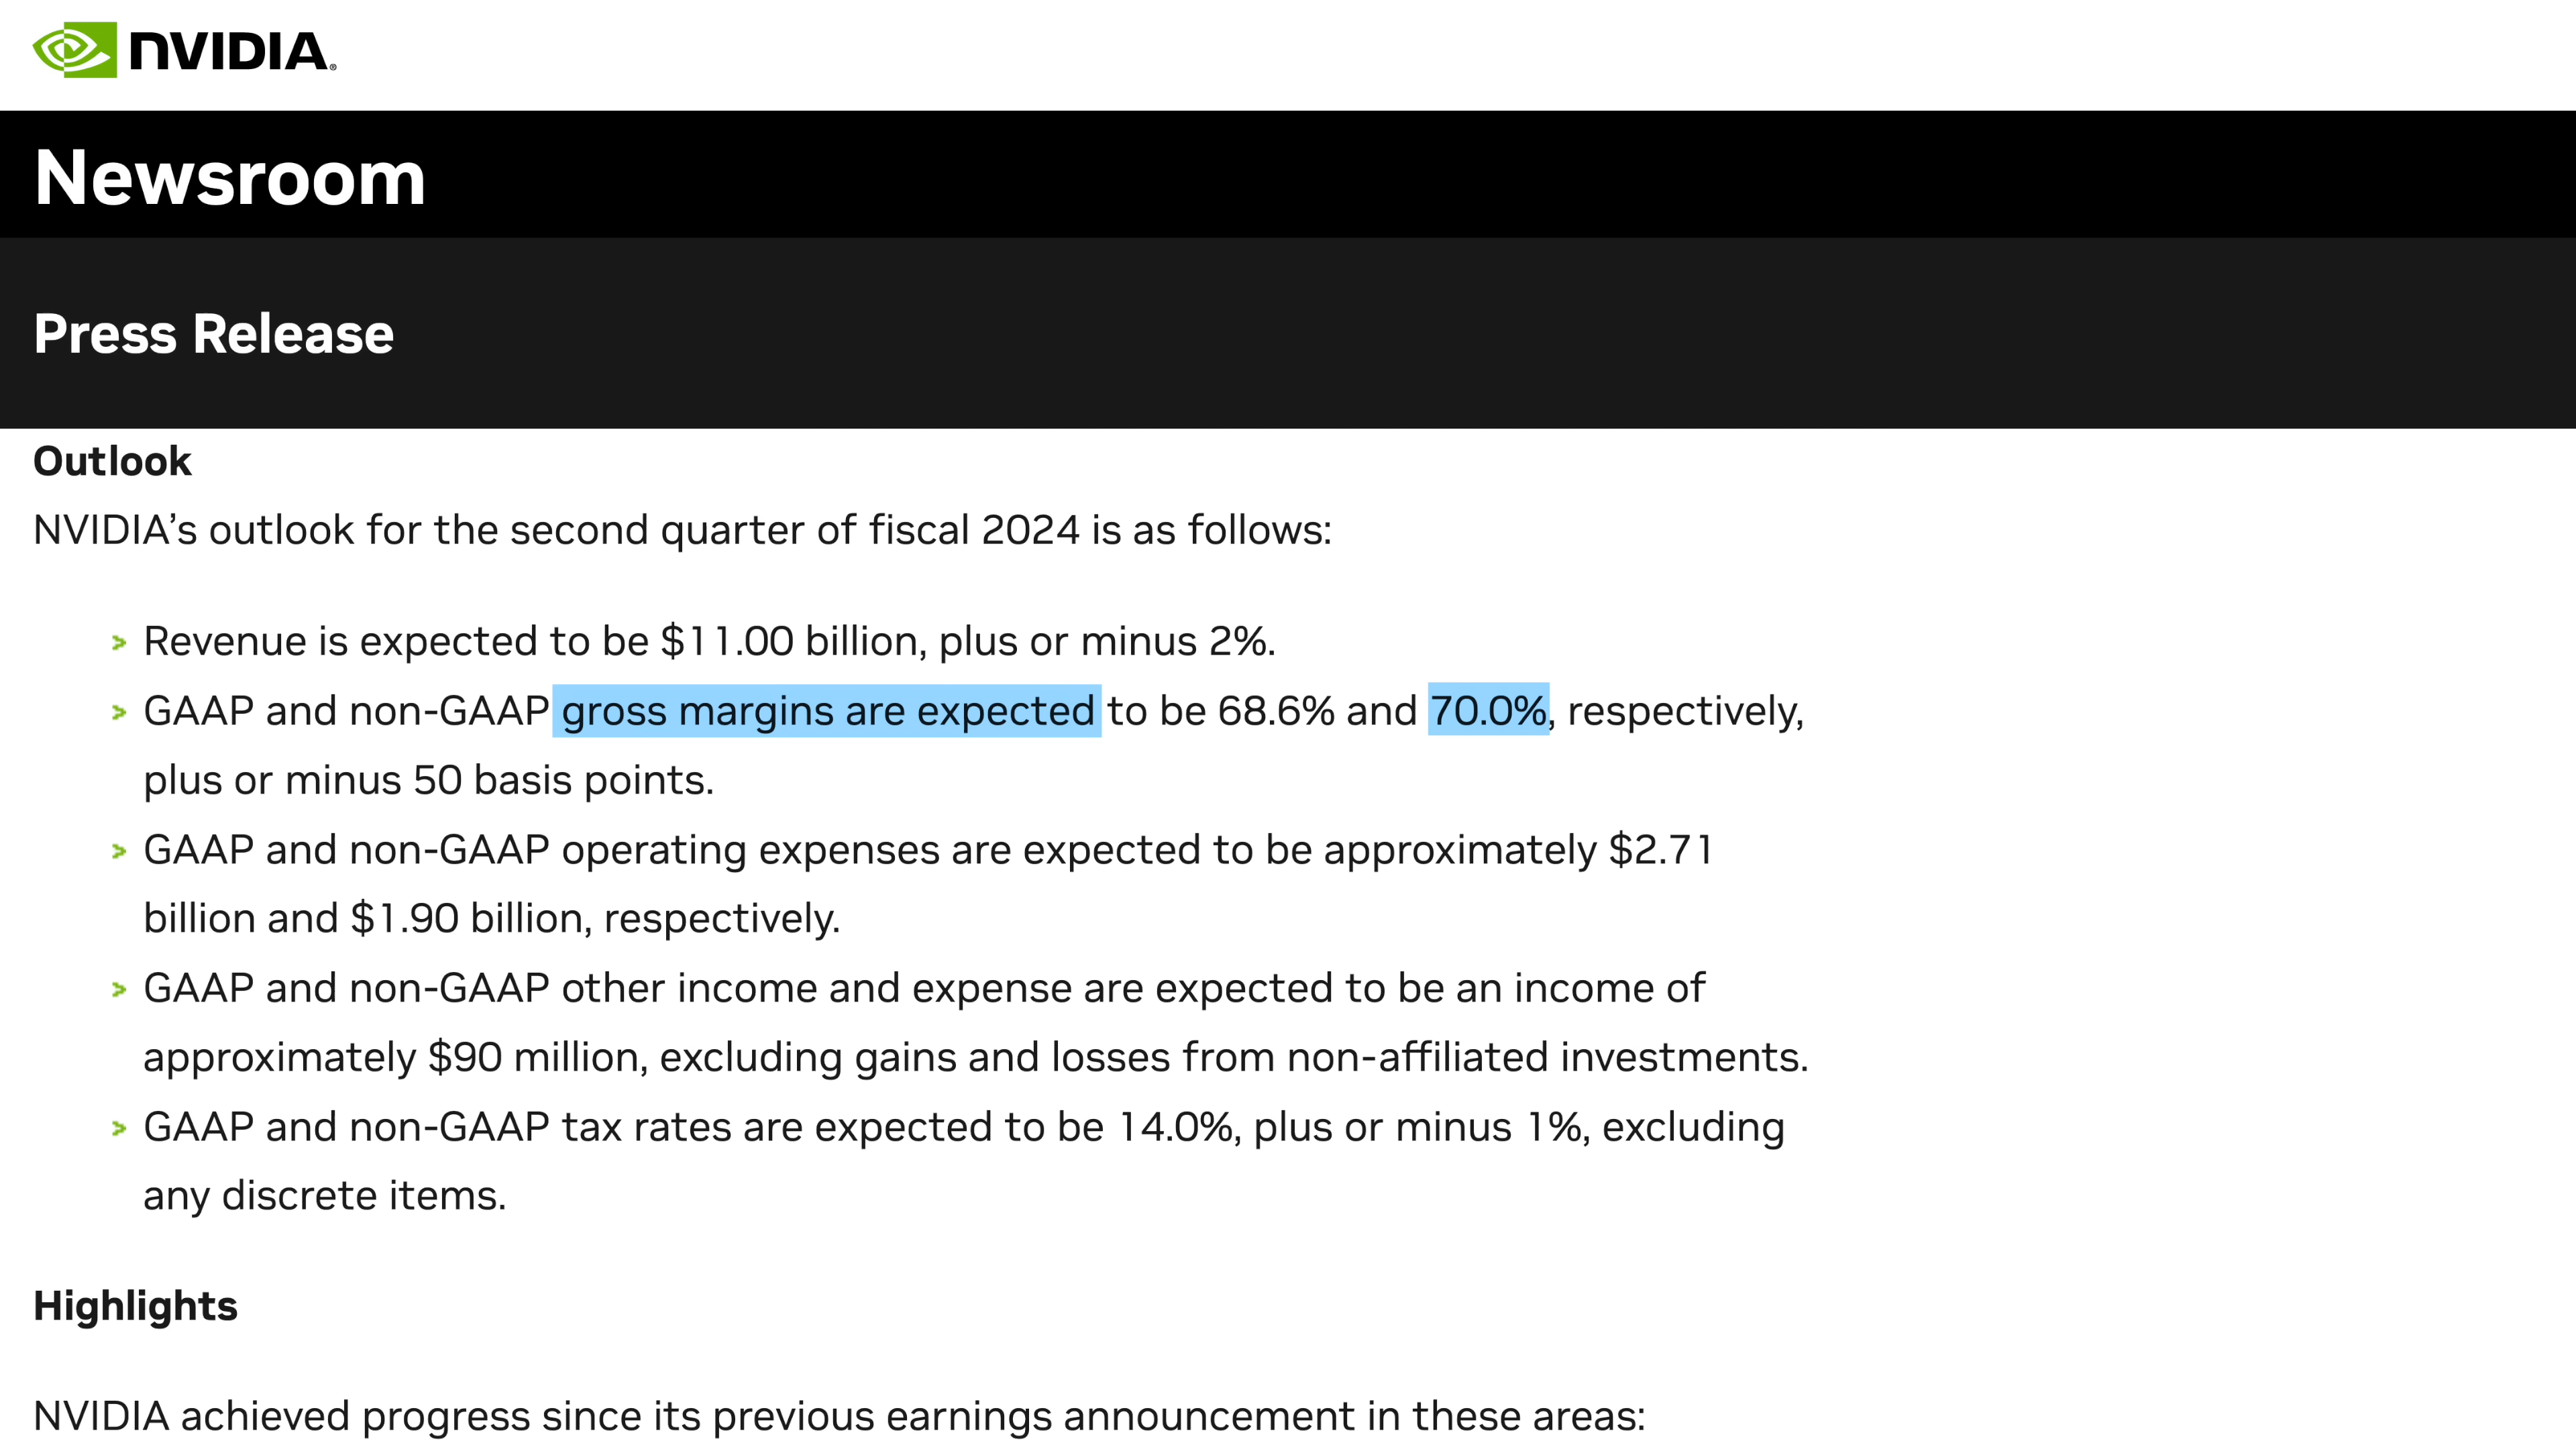 NVIDIA.
Newsroom
Press Release
Outlook
NVIDIA’s outlook for the second quarter of fiscal 2024 is as follows:
Revenue is expected to be $11.00 billion, plus or minus 2%.
GAAP and non-GAAP gross margins are expected to be 68.6% and 70.0%, respectively,
plus or minus 50 basis points.
GAAP and non-GAAP operating expenses are expected to be approximately $2.71
billion and $1.90 billion, respectively.
GAAP and non-GAAP other income and expense are expected to be an income of
approximately $90 million, excluding gains and losses from non-affiliated investments.
GAAP and non-GAAP tax rates are expected to be 14.0%, plus or minus 1%, excluding
any discrete items.
Highlights
NVIDIA achieved progress since its previous earnings announcement in these areas: